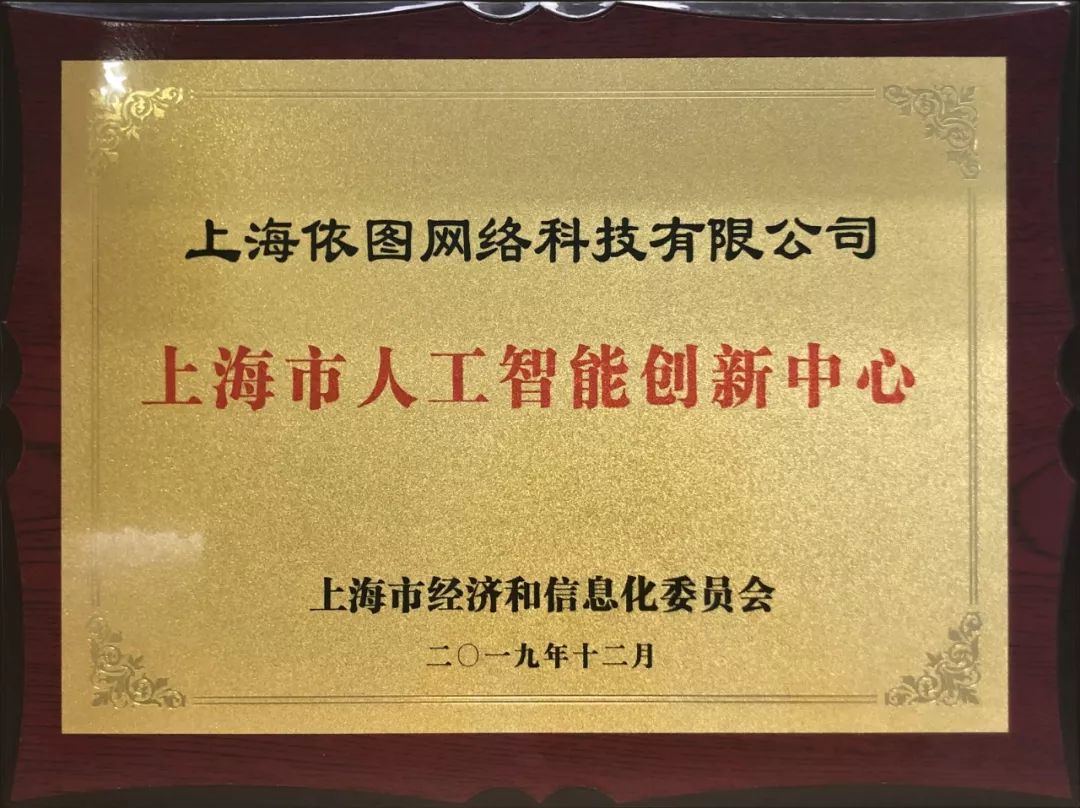 上海依图网络科技有限公司
上海市人工智能创新中心
上海市经济和信息化委员会
二〇一九年十二月